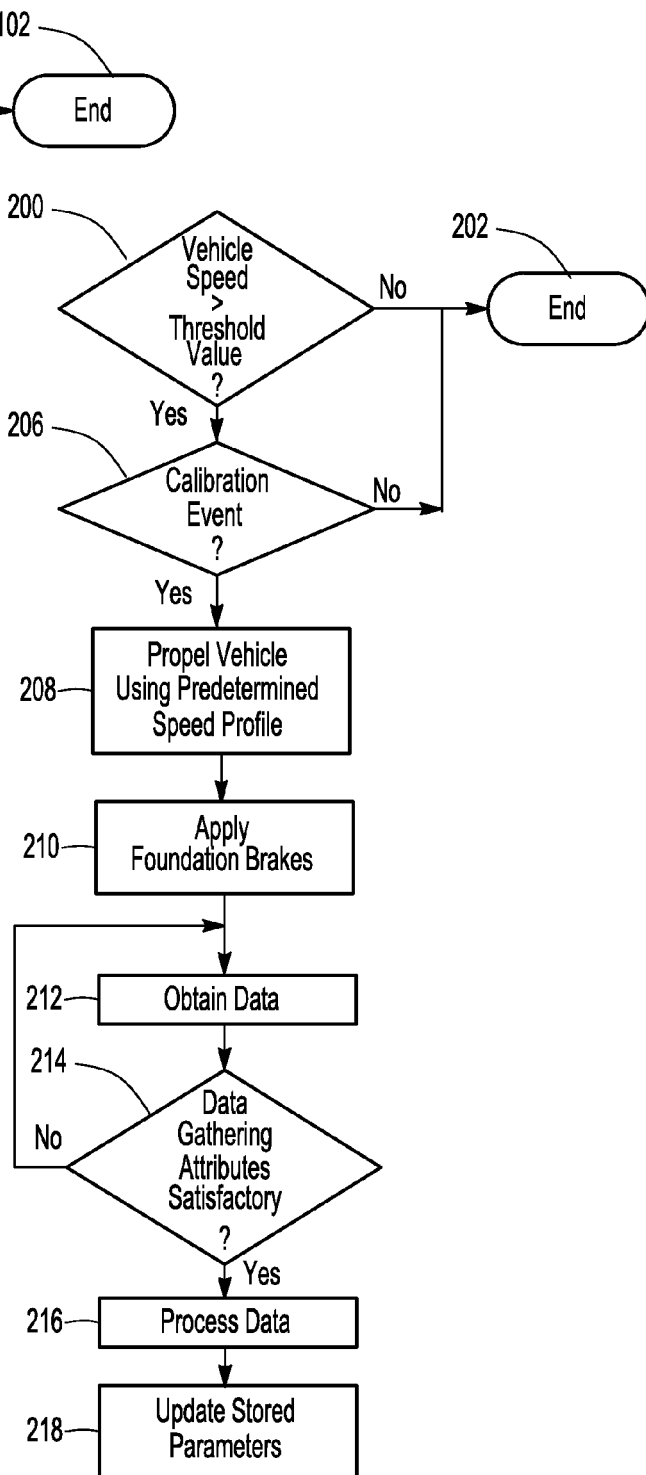 102
End
200
Vehicle
Speed
>
Threshold
Value
?
No
202
End
Yes
206
Calibration
Event
?
No
Yes
208
Propel Vehicle
Using Predetermined
Speed Profile
210
Apply
Foundation Brakes
212
Obtain Data
214
Data
Gathering
Attributes
Satisfactory
?
No
Yes
216
Process Data
218
Update Stored
Parameters